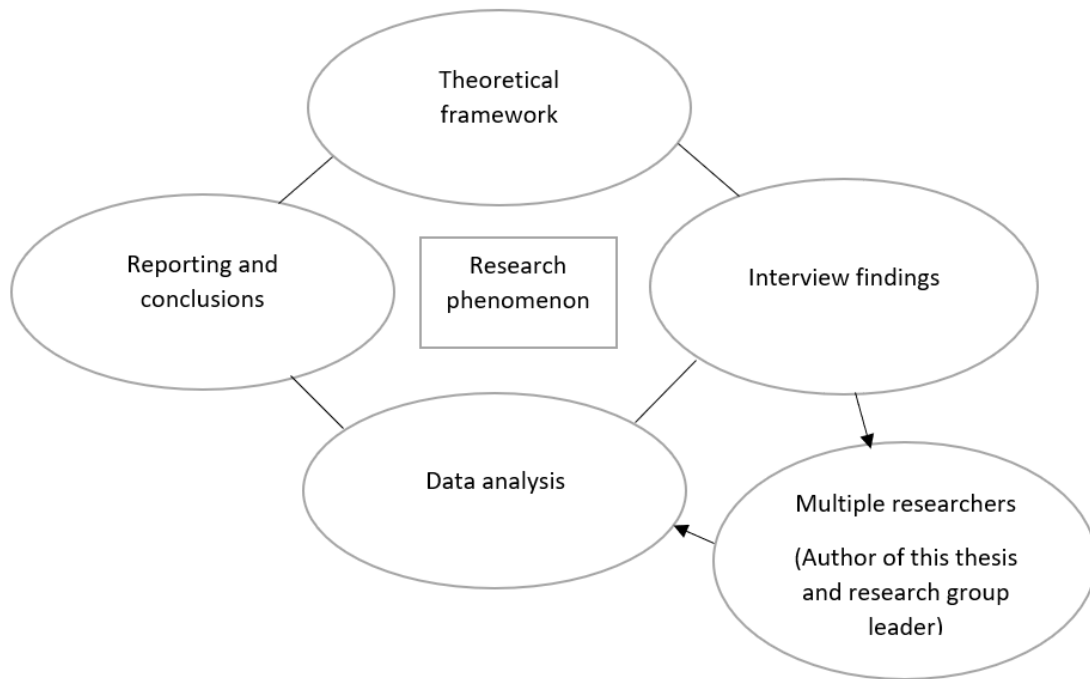 Theoretical
framework
Reporting and
conclusions
Research
phenomenon
Interview findings
Data analysis
Multiple researchers
(Author of this thesis
and research group
leader)